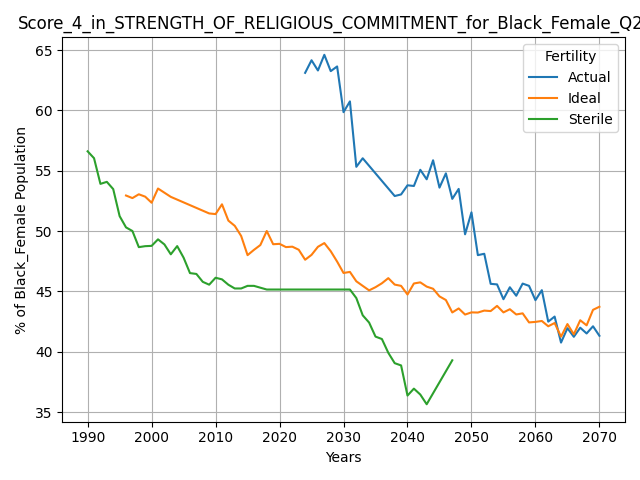 Score_4_in_STRENGTH_OF_RELIGIOUS_COMMITMENT_for_Black_Female_Q2
65
60
55
50
45
40
35
% of Black_Female Population
Fertility
Actual
Ideal
Sterile
1990 2000 2010 2020 2030 2040 2050 2060 2070
Years